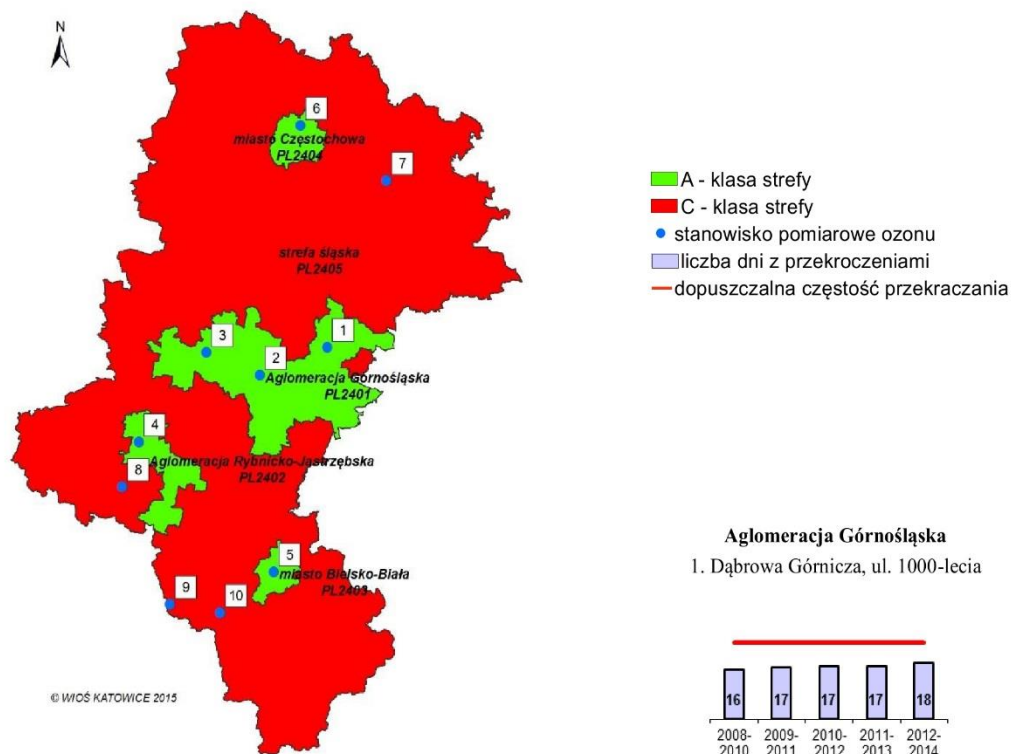 N
6
miasto Częstochowa
PL2404
7
strefa śląska
PL2405
3
1
2
Aglomeracja Górnośląska
PL2401
4
Aglomeracja Rybnicko-Jastrzębska
PL2402
8
5
miasto Bielsko-Biała
PL2403
9
10
© WIOŚ KATOWICE 2015
A - klasa strefy
C - klasa strefy
stanowisko pomiarowe ozonu
liczba dni z przekroczeniami
dopuszczalna częstość przekraczania
Aglomeracja Górnośląska
1. Dąbrowa Górnicza, ul. 1000-lecia
16 17 17 17 18
2008- 2009- 2010- 2011- 2012-
2010 2011 2012 2013 2014